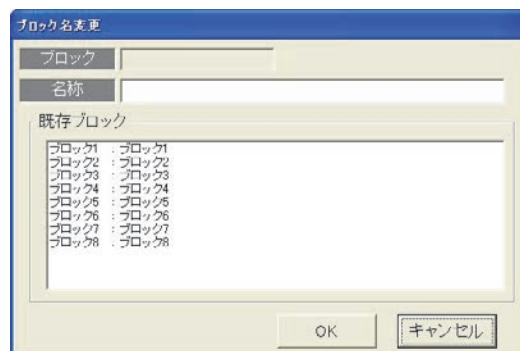 ブロック名変更
ブロック
名称
既存ブロック
ブロック1 : ブロック1
ブロック2 : ブロック2
ブロック3 : ブロック3
ブロック4 : ブロック4
ブロック5 : ブロック5
ブロック6 : ブロック6
ブロック7 : ブロック7
ブロック8 : ブロック8
OK キャンセル